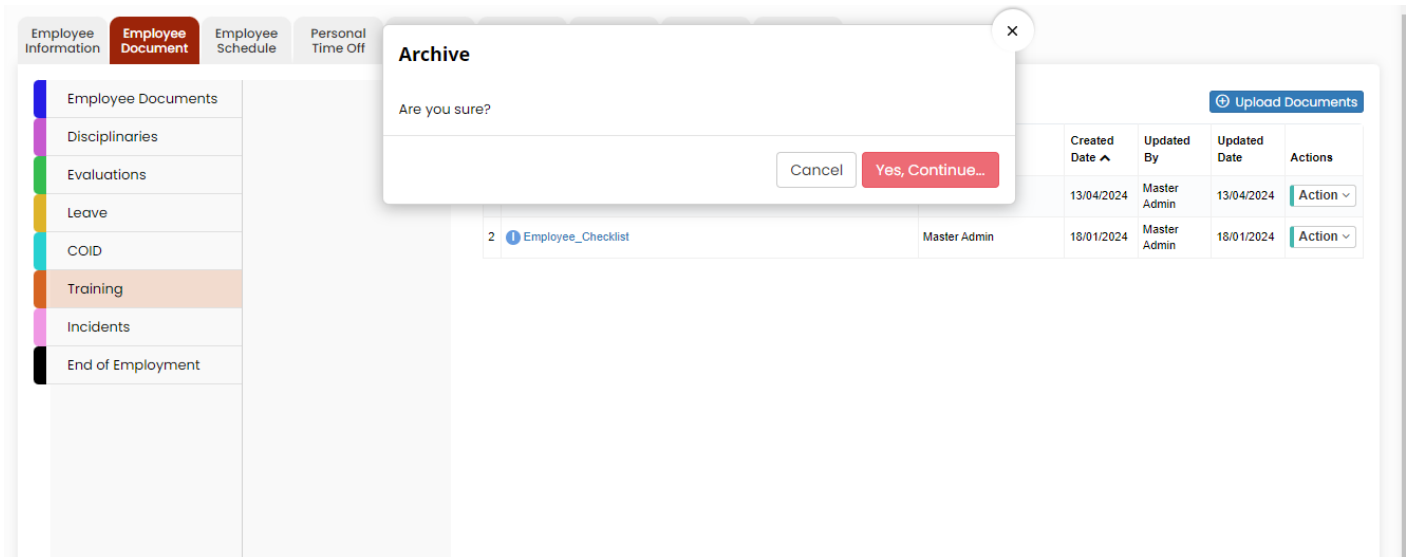 Employee Information
Employee Document
Employee Schedule
Personal Time Off
Archive
Are you sure?
Cancel
Yes, Continue...
Employee Documents
Disciplinaries
Evaluations
Leave
COID
Training
Incidents
End of Employment
Upload Documents
Created Date
Updated By
Updated Date
Actions
13/04/2024
Master Admin
13/04/2024
Action
2
I
Employee_Checklist
Master Admin
18/01/2024
Master Admin
18/01/2024
Action